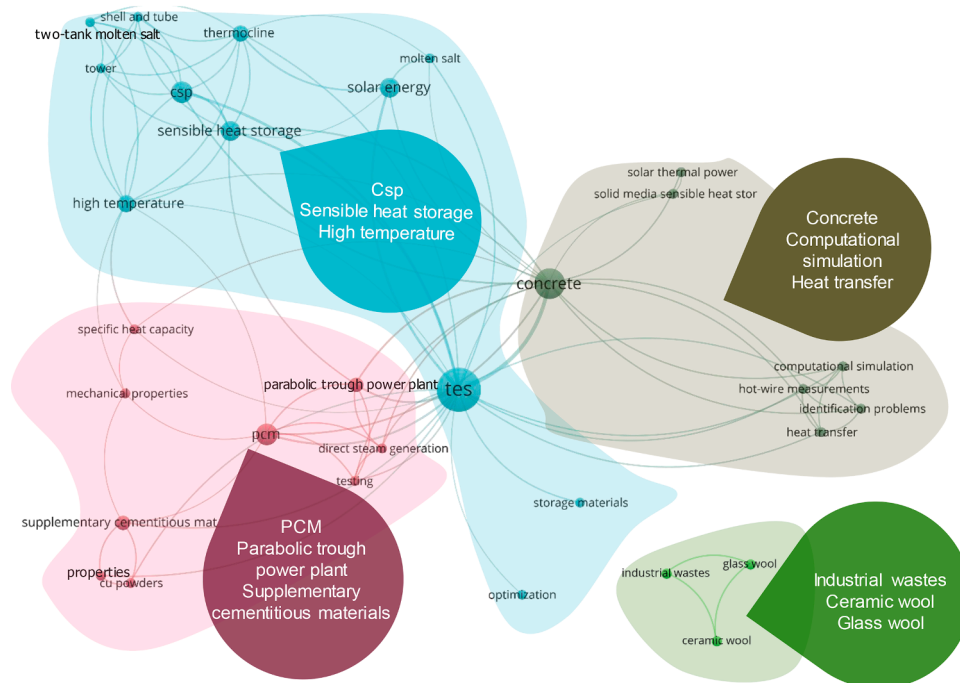 shell and tube
two-tank molten salt
thermocline
tower
molten salt
csp
solar energy
sensible heat storage
high temperature
Csp
Sensible heat storage
High temperature
solar thermal power
solid media sensible heat stor
Concrete
Computational
simulation
Heat transfer
concrete
specific heat capacity
mechanical properties
parabolic trough power plant
tes
pcm
direct steam generation
testing
computational simulation
hot-wire measurements
identification problems
heat transfer
supplementary cementitious mat
properties
cu powders
PCM
Parabolic trough
power plant
Supplementary
cementitious materials
storage materials
optimization
industrial wastes
glass wool
ceramic wool
Industrial wastes
Ceramic wool
Glass wool